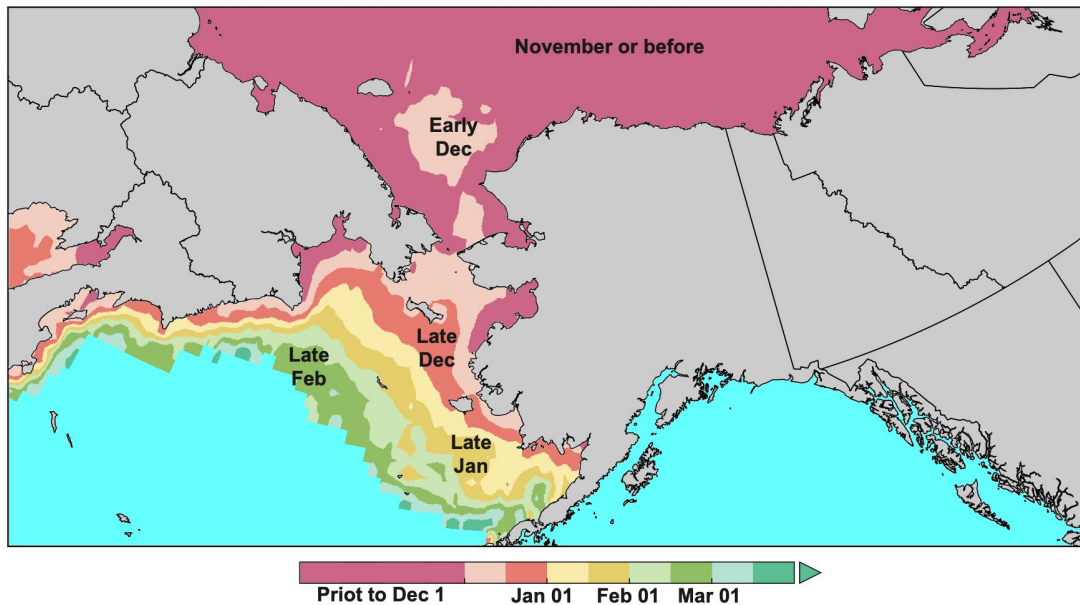 November or before
Early
Dec
Late
Dec
Late
Feb
Late
Jan
Priot to Dec 1 Jan 01 Feb 01 Mar 01